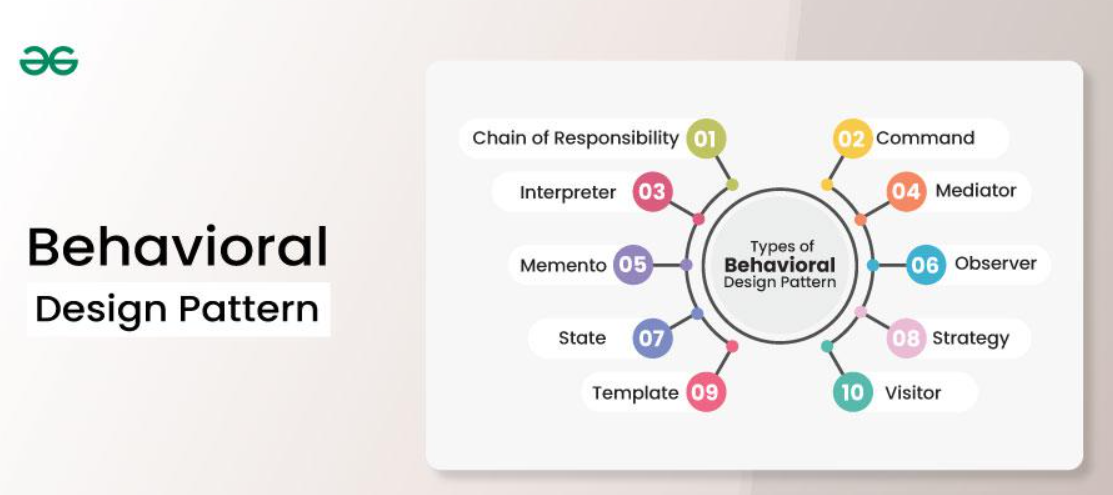 Behavioral
Design Pattern
Chain of Responsibility 01
02 Command
Interpreter 03
04 Mediator
Memento 05
06 Observer
State 07
08 Strategy
Template 09
10 Visitor
Types of
Behavioral
Design Pattern